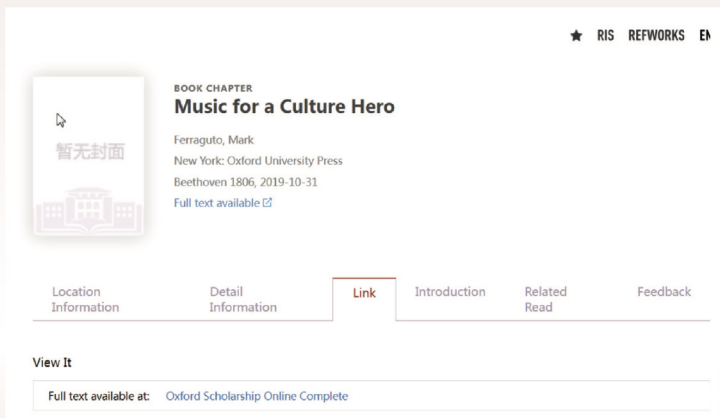 RIS REFWORKS
BOOK CHAPTER
Music for a Culture Hero
暂无封面
Ferraguto, Mark
New York: Oxford University Press
Beethoven 1806, 2019-10-31
Full text available
Location Information
Detail Information
Link
Introduction
Related Read
Feedback
View It
Full text available at: Oxford Scholarship Online Complete